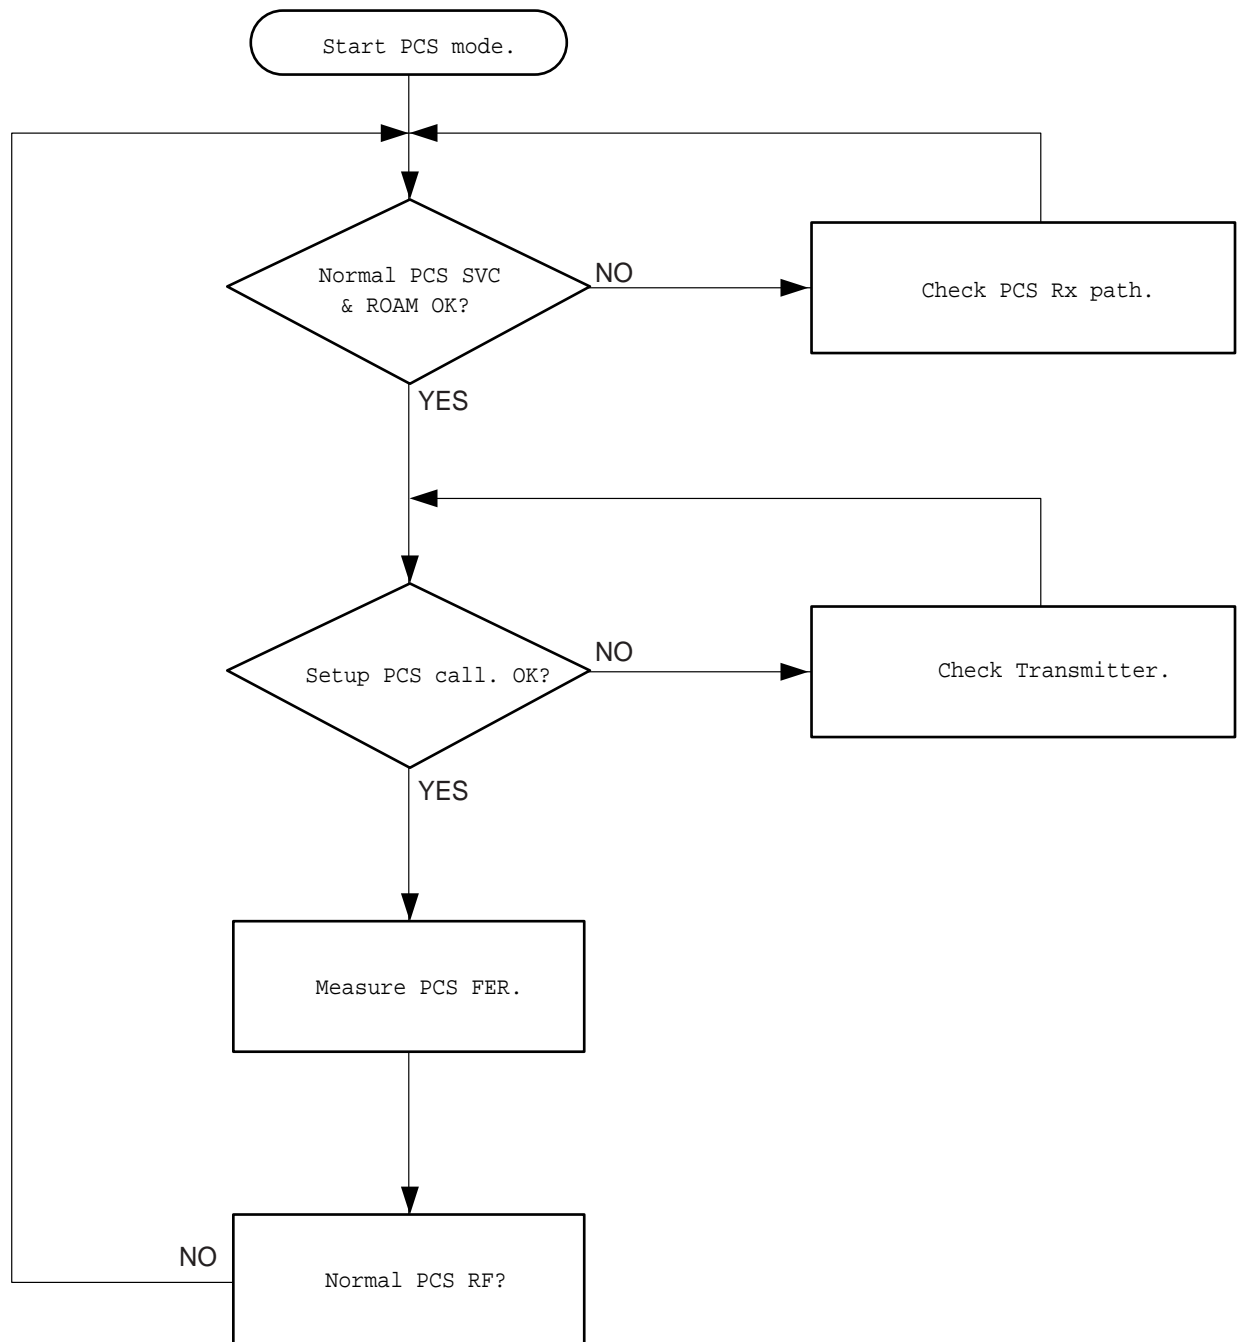 Start PCS mode.
Normal PCS SVC
& ROAM OK?
NO
Check PCS Rx path.
YES
Setup PCS call. OK?
NO
Check Transmitter.
YES
Measure PCS FER.
NO
Normal PCS RF?